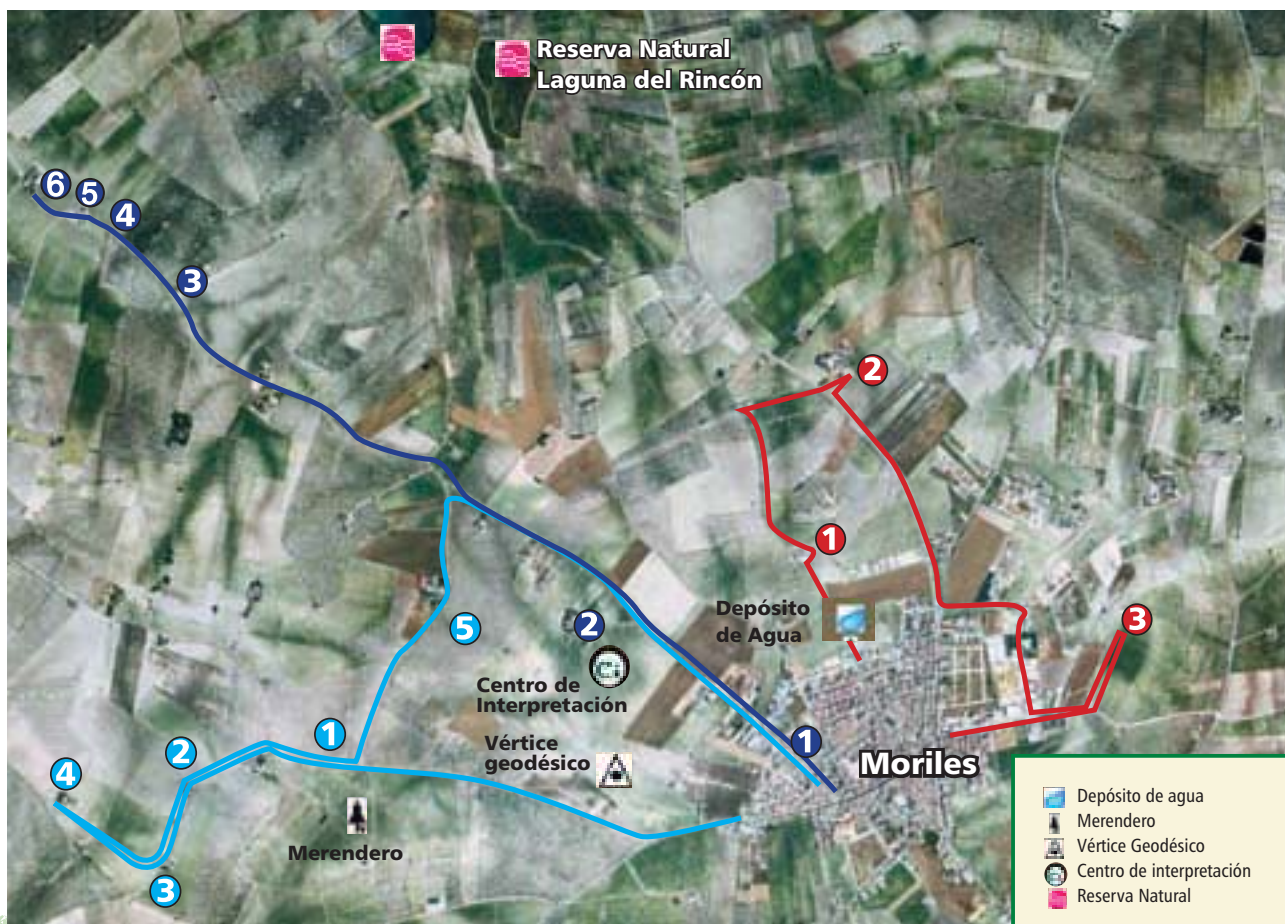 Reserva Natural
Laguna del Rincón
6
5
4
3
2
1
Depósito
de Agua
3
5
2
Centro de
Interpretación
1
2
1
Vértice
geodésico
Moriles
4
Merendero
3
Depósito de agua
Merendero
Vértice Geodésico
Centro de interpretación
Reserva Natural